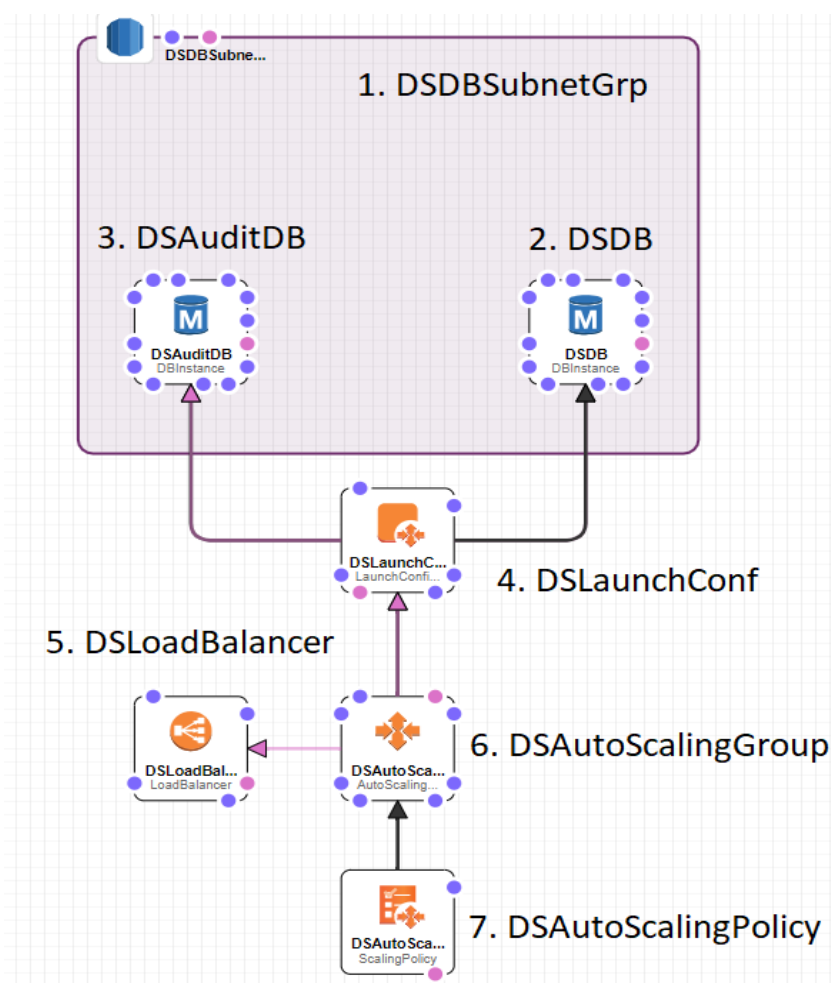 DSDBSubne...
1. DSDBSubnetGrp
3. DSAuditDB
2. DSDB
M
DSAuditDB
DBInstance
M
DSDB
DBInstance
DSLaunchC...
LaunchConfi...
4. DSLaunchConf
5. DSLoadBalancer
DSLoadBal...
LoadBalancer
DSAutoSca...
AutoScaling...
6. DSAutoScalingGroup
DSAutoSca...
ScalingPolicy
7. DSAutoScalingPolicy